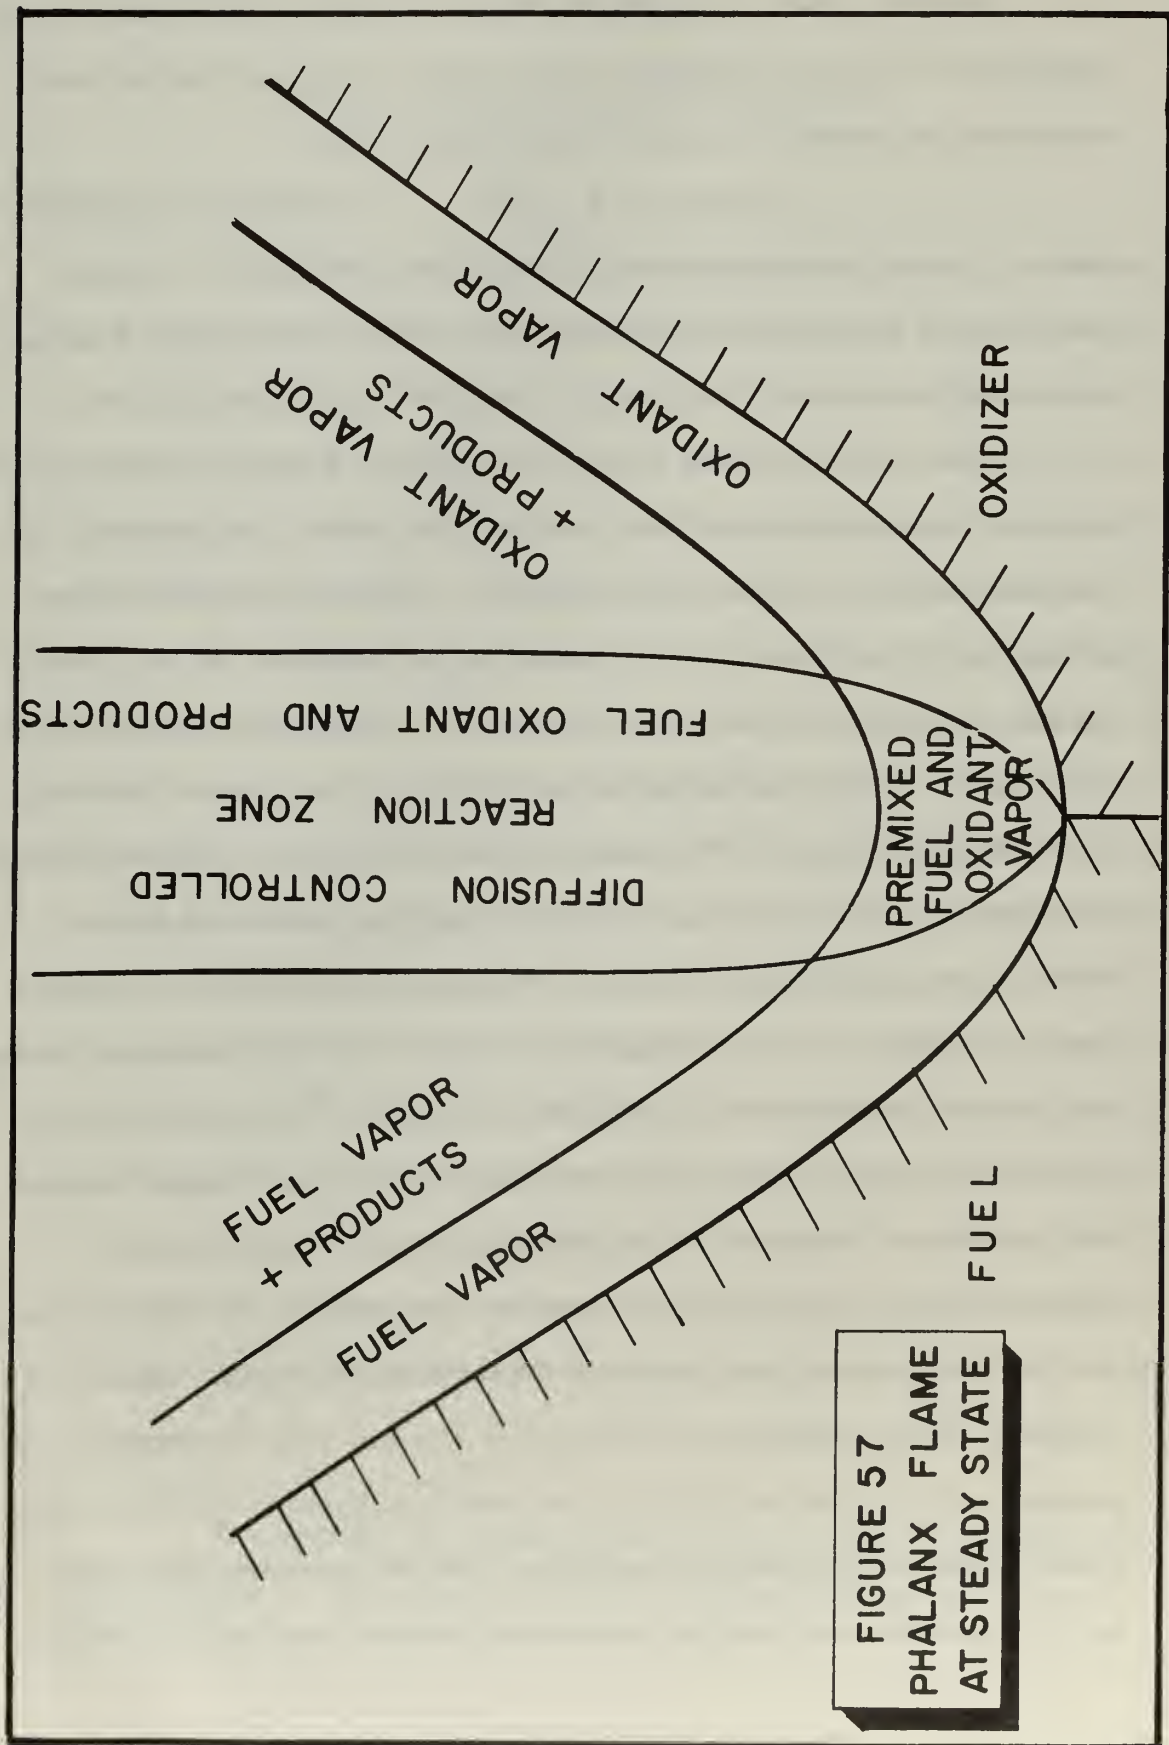 FUEL VAPOR
+ PRODUCTS
FUEL VAPOR
DIFFUSION CONTROLLED
REACTION ZONE
FUEL OXIDANT AND PRODUCTS
OXIDANT VAPOR
+ PRODUCTS
OXIDANT VAPOR
PREMIXED
FUEL AND
OXIDANT
VAPOR
FUEL
OXIDIZER
FIGURE 57
PHALANX FLAME
AT STEADY STATE